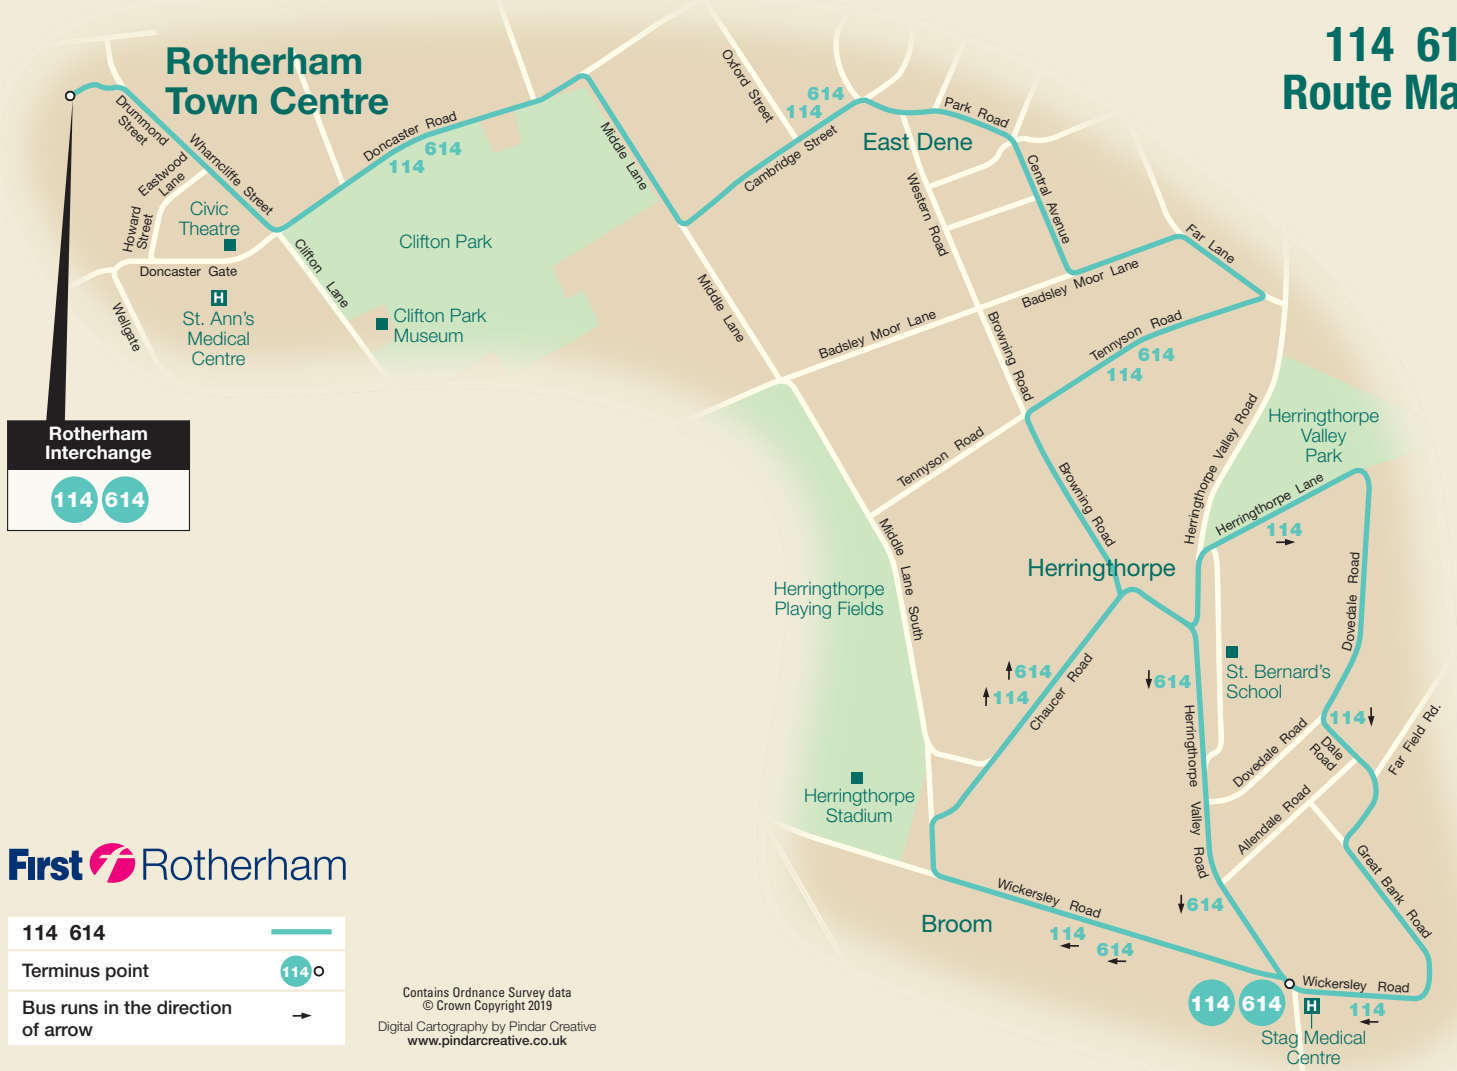 114 61
Route Ma
Rotherham
Town Centre
Drummond
Street
Wharncliffe Street
Eastwood
Lane
Howard
Street
Civic
Theatre
Doncaster Gate
Wellgate
H
St. Ann's
Medical
Centre
Clifton Lane
Doncaster Road
614
114
Clifton Park
Clifton Park
Museum
Middle Lane
Middle Lane
Oxford Street
614
114
Cambridge Street
East Dene
Park Road
Western Road
Central Avenue
Far Lane
Badsley Moor Lane
Badsley Moor Lane
Browning Road
Tennyson Road
614
114
Tennyson Road
Browning Road
Herringthorpe Valley Road
Herringthorpe
Valley
Park
Herringthorpe Lane
114
Rotherham
Interchange
114 614
Middle Lane South
Herringthorpe
Herringthorpe
Playing Fields
Dovedale Road
614
114
Chaucer Road
614
St. Bernard's
School
Herringthorpe Valley Road
114
Dale
Road
Dovedale Road
Far Field Rd.
Allendale Road
Herringthorpe
Stadium
Great Bank Road
614
Wickersley Road
Broom
114
614
Wickersley Road
114 614
H
114
Stag Medical
Centre
First Rotherham
114 614
Terminus point
114
Bus runs in the direction
of arrow
Contains Ordnance Survey data
© Crown Copyright 2019
Digital Cartography by Pindar Creative
www.pindarcreative.co.uk